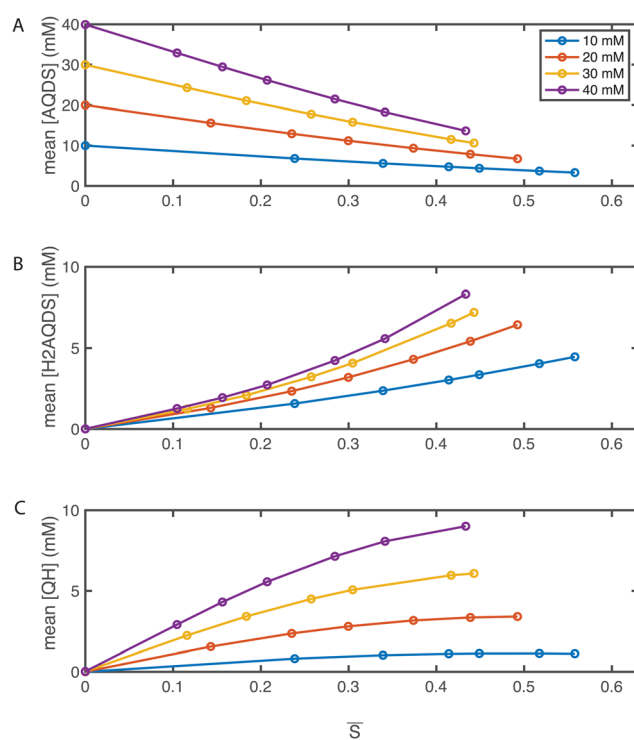 A
mean [AQDS] (mM)
40
30
20
10
0
0 0.1 0.2 0.3 0.4 0.5 0.6
10 mM
20 mM
30 mM
40 mM
B
mean [H2AQDS] (mM)
10
5
0
0 0.1 0.2 0.3 0.4 0.5 0.6
C
mean [QH] (mM)
10
5
0
0 0.1 0.2 0.3 0.4 0.5 0.6
S̅